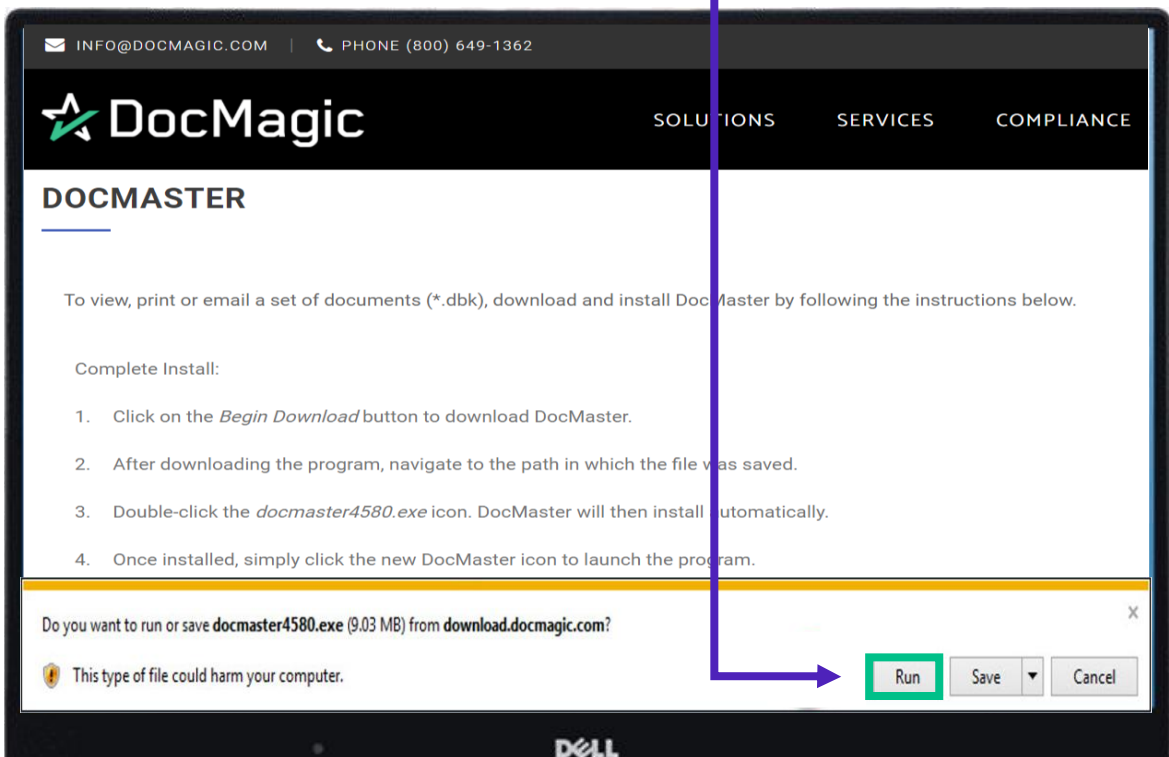 INFO@DOCMAGIC.COM | PHONE (800) 649-1362
DocMagic
SOLUTIONS SERVICES COMPLIANCE
DOCMASTER
To view, print or email a set of documents (*.dbk), download and install DocMaster by following the instructions below.
Complete Install:
1. Click on the Begin Download button to download DocMaster.
2. After downloading the program, navigate to the path in which the file was saved.
3. Double-click the docmaster4580.exe icon. DocMaster will then install automatically.
4. Once installed, simply click the new DocMaster icon to launch the program.
Do you want to run or save docmaster4580.exe (9.03 MB) from download.docmagic.com?
X
This type of file could harm your computer.
Run Save Cancel
DELL